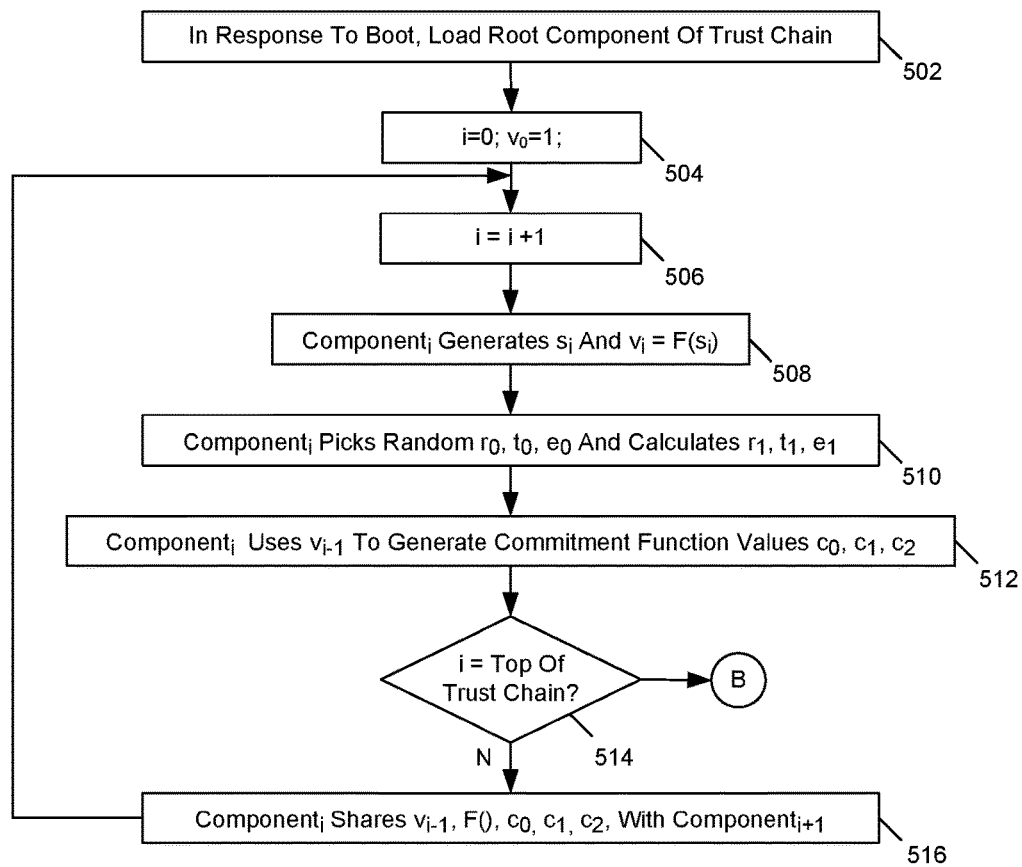 In Response To Boot, Load Root Component Of Trust Chain
502
i=0; v₀=1;
504
i = i +1
506
Componentᵢ Generates sᵢ And vᵢ = F(sᵢ)
508
Componentᵢ Picks Random r₀, t₀, e₀ And Calculates r₁, t₁, e₁
510
Componentᵢ Uses vᵢ₋₁ To Generate Commitment Function Values c₀, c₁, c₂
512
i = Top Of
Trust Chain?
B
514
N
Componentᵢ Shares vᵢ₋₁, F(), c₀, c₁, c₂, With Componentᵢ₊₁
516